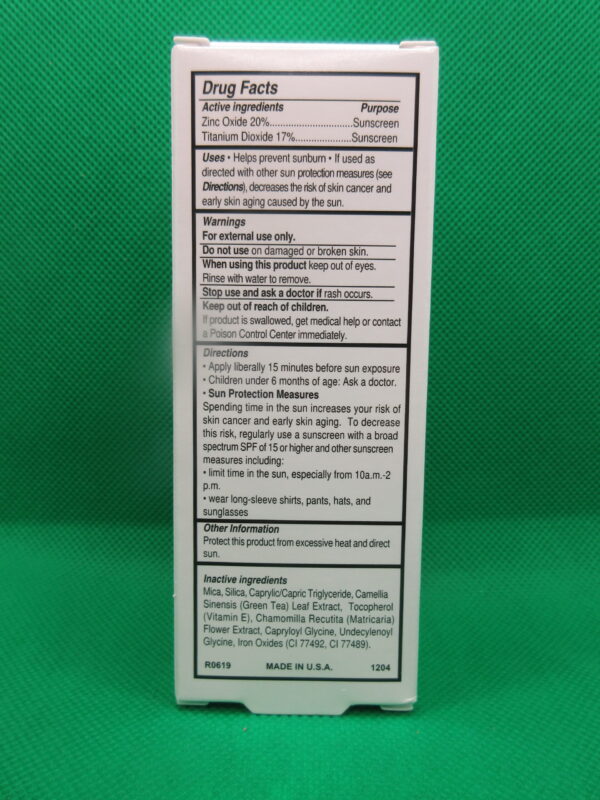 Drug Facts
Active ingredients Purpose
Zinc Oxide 20%..............................Sunscreen
Titanium Dioxide 17%.....................Sunscreen
Uses • Helps prevent sunburn • If used as
directed with other sun protection measures (see
Directions), decreases the risk of skin cancer and
early skin aging caused by the sun.
Warnings
For external use only.
Do not use on damaged or broken skin.
When using this product keep out of eyes.
Rinse with water to remove.
Stop use and ask a doctor if rash occurs.
Keep out of reach of children.
If product is swallowed, get medical help or contact
a Poison Control Center immediately.
Directions
• Apply liberally 15 minutes before sun exposure
• Children under 6 months of age: Ask a doctor.
• Sun Protection Measures
Spending time in the sun increases your risk of
skin cancer and early skin aging. To decrease
this risk, regularly use a sunscreen with a broad
spectrum SPF of 15 or higher and other sunscreen
measures including:
• limit time in the sun, especially from 10a.m.-2
p.m.
• wear long-sleeve shirts, pants, hats, and
sunglasses
Other Information
Protect this product from excessive heat and direct
sun.
Inactive ingredients
Mica, Silica, Caprylic/Capric Triglyceride, Camellia
Sinensis (Green Tea) Leaf Extract, Tocopherol
(Vitamin E), Chamomilla Recutita (Matricaria)
Flower Extract, Capryloyl Glycine, Undecylenoyl
Glycine, Iron Oxides (CI 77492, CI 77489).
R0619 MADE IN U.S.A. 1204